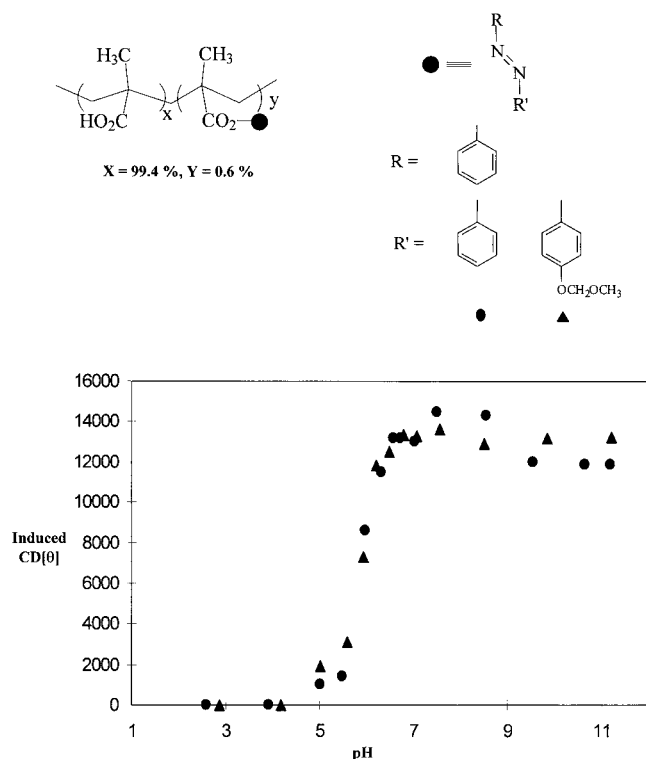 H₃C CH₃
HO₂C x CO₂ y
X = 99.4 %, Y = 0.6 %
R
N
N
R'
R =
R' =
OCH₂OCH₃
16000
14000
12000
10000
8000
6000
4000
2000
0
Induced
CD[θ]
1 3 5 7 9 11
pH